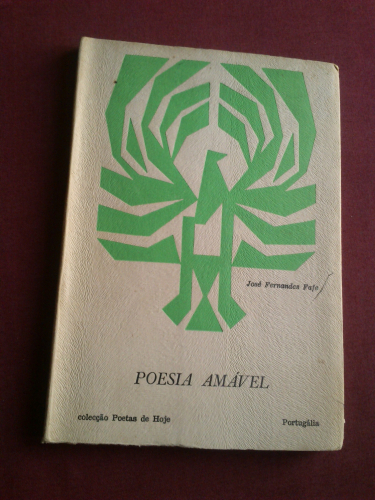 José Fernandes Fafe
POESIA AMÁVEL
colecção Poetas de Hoje
Portugália